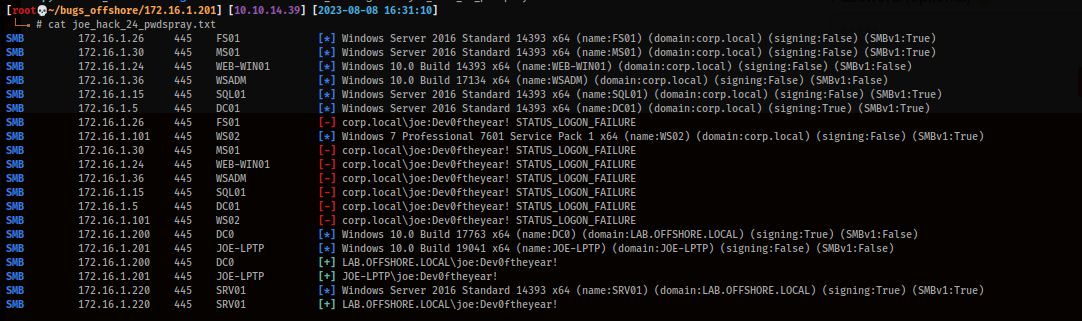 [root💀~/bugs_offshore/172.16.1.201] [10.10.14.39] [2023-08-08 16:31:10]
└─➤ # cat joe_hack_24_pwdspray.txt
SMB 172.16.1.26 445 FS01 [*] Windows Server 2016 Standard 14393 x64 (name:FS01) (domain:corp.local) (signing:False) (SMBv1:True)
SMB 172.16.1.30 445 MS01 [*] Windows Server 2016 Standard 14393 x64 (name:MS01) (domain:corp.local) (signing:False) (SMBv1:True)
SMB 172.16.1.24 445 WEB-WIN01 [*] Windows 10.0 Build 14393 x64 (name:WEB-WIN01) (domain:corp.local) (signing:False) (SMBv1:False)
SMB 172.16.1.36 445 WSADM [*] Windows 10.0 Build 17134 x64 (name:WSADM) (domain:corp.local) (signing:False) (SMBv1:False)
SMB 172.16.1.15 445 SQL01 [*] Windows Server 2016 Standard 14393 x64 (name:SQL01) (domain:corp.local) (signing:False) (SMBv1:True)
SMB 172.16.1.5 445 DC01 [*] Windows Server 2016 Standard 14393 x64 (name:DC01) (domain:corp.local) (signing:True) (SMBv1:True)
SMB 172.16.1.26 445 FS01 [-] corp.local\joe:Dev0ftheyear! STATUS_LOGON_FAILURE
SMB 172.16.1.101 445 WS02 [*] Windows 7 Professional 7601 Service Pack 1 x64 (name:WS02) (domain:corp.local) (signing:False) (SMBv1:True)
SMB 172.16.1.30 445 MS01 [-] corp.local\joe:Dev0ftheyear! STATUS_LOGON_FAILURE
SMB 172.16.1.24 445 WEB-WIN01 [-] corp.local\joe:Dev0ftheyear! STATUS_LOGON_FAILURE
SMB 172.16.1.36 445 WSADM [-] corp.local\joe:Dev0ftheyear! STATUS_LOGON_FAILURE
SMB 172.16.1.15 445 SQL01 [-] corp.local\joe:Dev0ftheyear! STATUS_LOGON_FAILURE
SMB 172.16.1.5 445 DC01 [-] corp.local\joe:Dev0ftheyear! STATUS_LOGON_FAILURE
SMB 172.16.1.101 445 WS02 [-] corp.local\joe:Dev0ftheyear! STATUS_LOGON_FAILURE
SMB 172.16.1.200 445 DC0 [*] Windows 10.0 Build 17763 x64 (name:DC0) (domain:LAB.OFFSHORE.LOCAL) (signing:True) (SMBv1:False)
SMB 172.16.1.201 445 JOE-LPTP [*] Windows 10.0 Build 19041 x64 (name:JOE-LPTP) (domain:JOE-LPTP) (signing:False) (SMBv1:False)
SMB 172.16.1.200 445 DC0 [+] LAB.OFFSHORE.LOCAL\joe:Dev0ftheyear!
SMB 172.16.1.201 445 JOE-LPTP [+] JOE-LPTP\joe:Dev0ftheyear!
SMB 172.16.1.220 445 SRV01 [*] Windows Server 2016 Standard 14393 x64 (name:SRV01) (domain:LAB.OFFSHORE.LOCAL) (signing:True) (SMBv1:True)
SMB 172.16.1.220 445 SRV01 [+] LAB.OFFSHORE.LOCAL\joe:Dev0ftheyear!